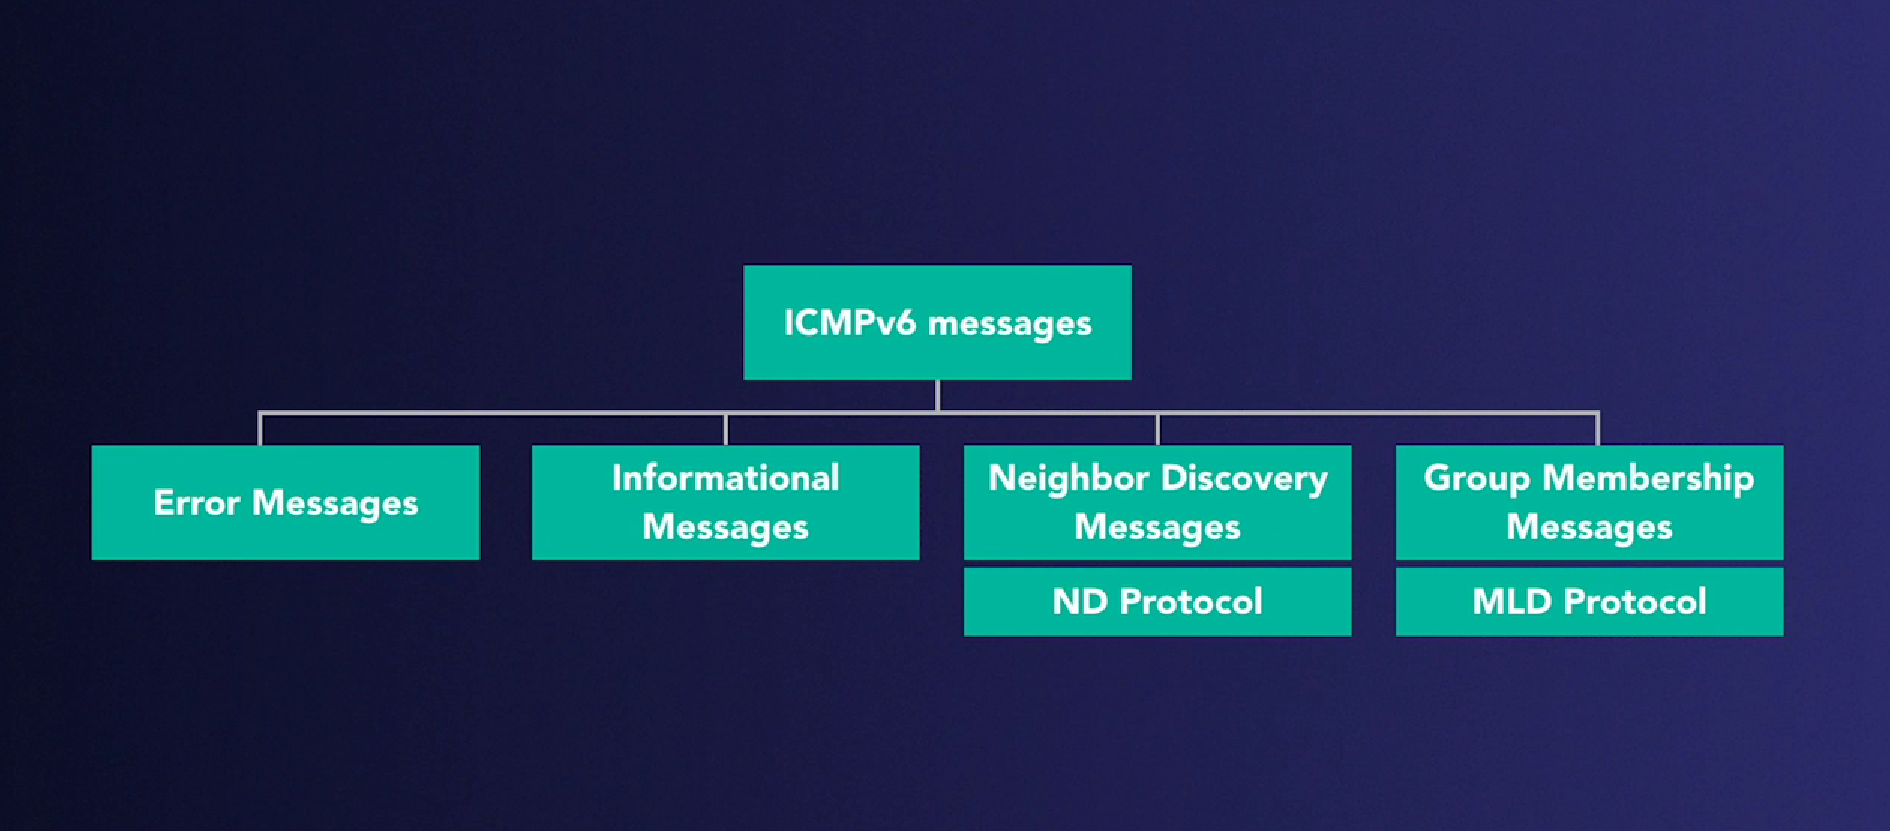 ICMPv6 messages
Error Messages
Informational
Messages
Neighbor Discovery
Messages
ND Protocol
Group Membership
Messages
MLD Protocol